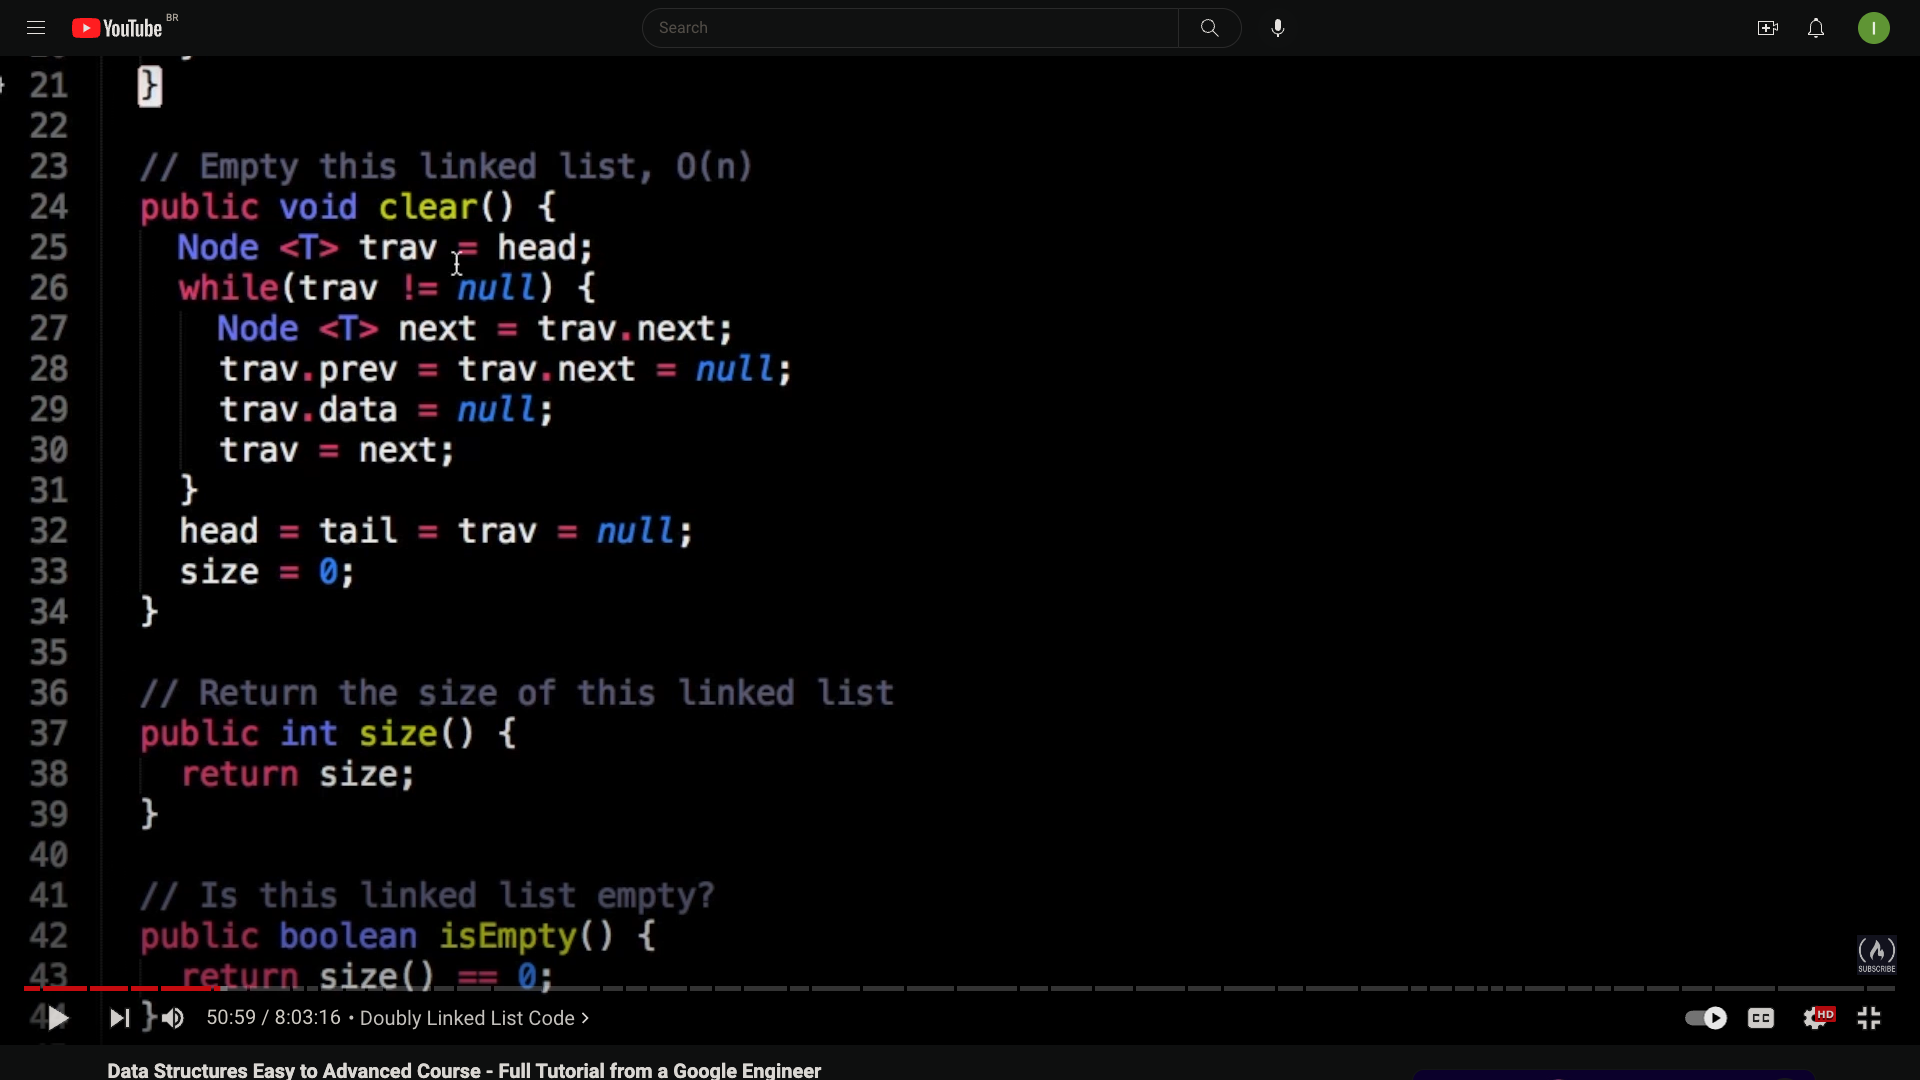 YouTube BR
Search
I
21 }
22
23 // Empty this linked list, O(n)
24 public void clear() {
25 Node <T> trav = head;
26 while(trav != null) {
27 Node <T> next = trav.next;
28 trav.prev = trav.next = null;
29 trav.data = null;
30 trav = next;
31 }
32 head = tail = trav = null;
33 size = 0;
34 }
35
36 // Return the size of this linked list
37 public int size() {
38 return size;
39 }
40
41 // Is this linked list empty?
42 public boolean isEmpty() {
43 return size() == 0;
SUBSCRIBE
}
50:59 / 8:03:16 • Doubly Linked List Code >
CC
HD
Data Structures Easy to Advanced Course - Full Tutorial from a Google Engineer